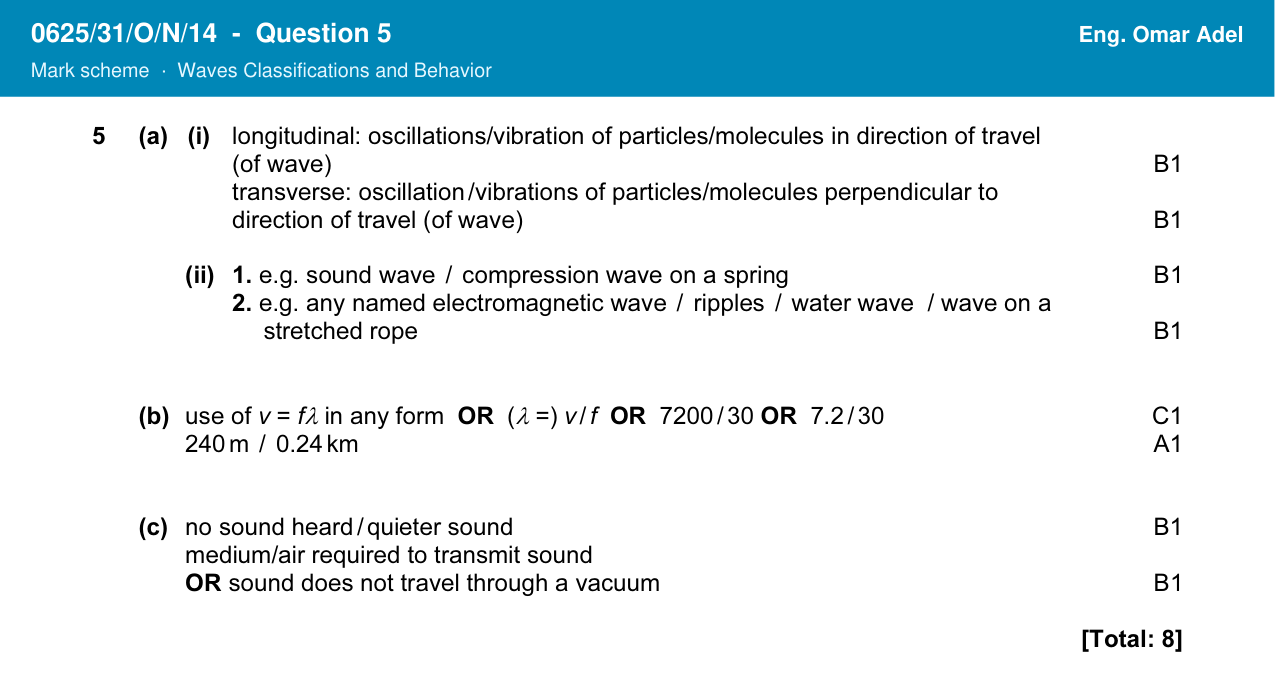 0625/31/O/N/14 - Question 5
Eng. Omar Adel
Mark scheme · Waves Classifications and Behavior
5 (a) (i) longitudinal: oscillations/vibration of particles/molecules in direction of travel
(of wave) B1
transverse: oscillation/vibrations of particles/molecules perpendicular to
direction of travel (of wave) B1
(ii) 1. e.g. sound wave / compression wave on a spring B1
2. e.g. any named electromagnetic wave / ripples / water wave / wave on a
stretched rope B1
(b) use of v = fλ in any form OR (λ =) v/f OR 7200/30 OR 7.2/30 C1
240 m / 0.24 km A1
(c) no sound heard/quieter sound B1
medium/air required to transmit sound
OR sound does not travel through a vacuum B1
[Total: 8]